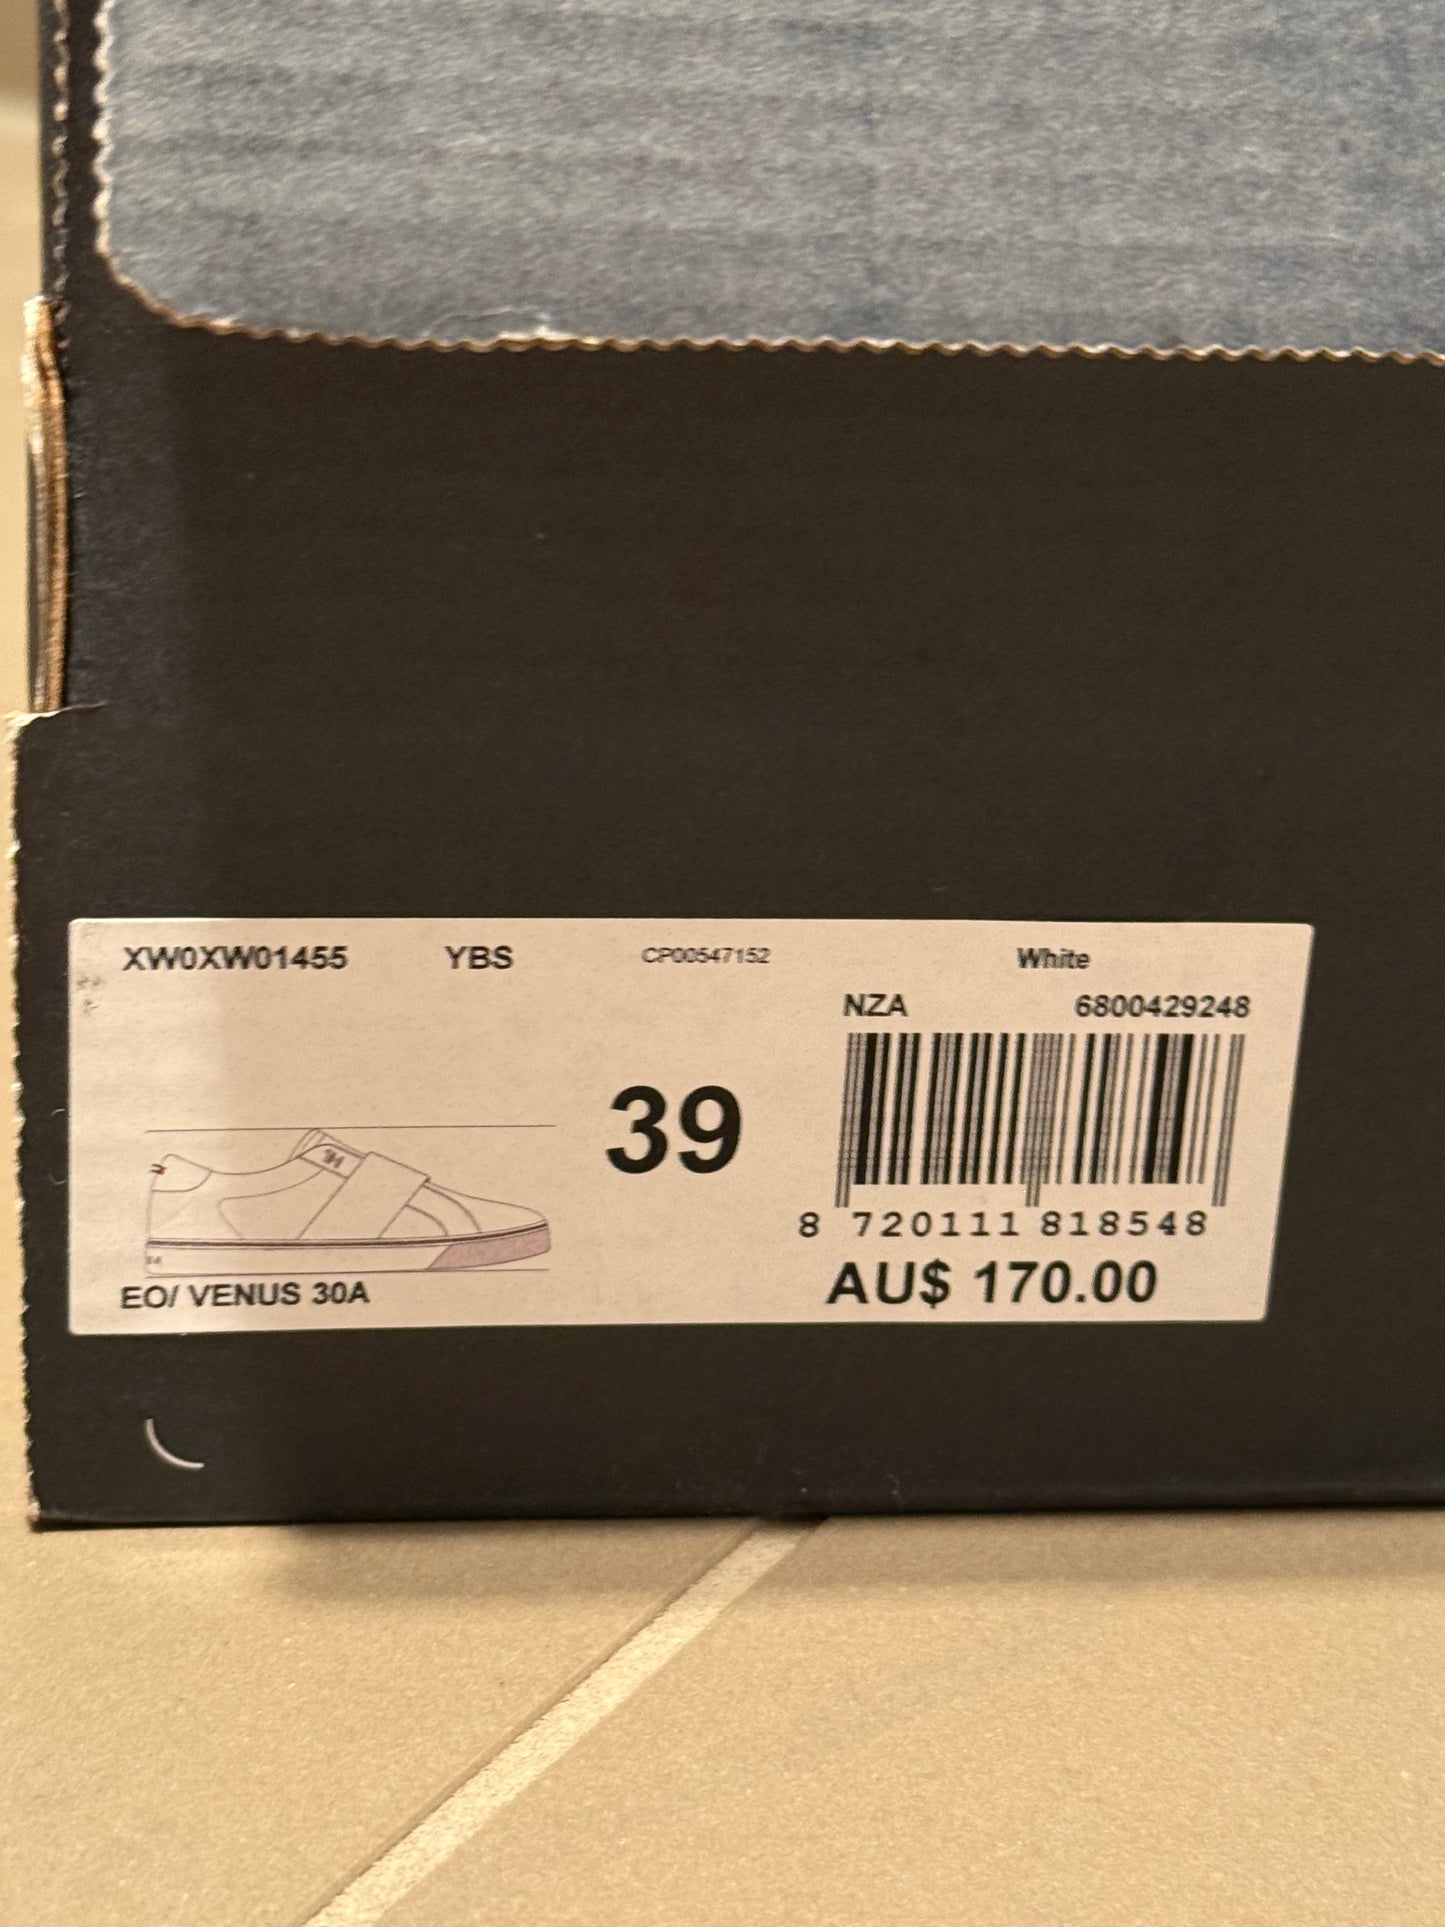 XW0XW01455 YBS CP00547152 White
NZA 6800429248
39
8 720111 818548
EO/ VENUS 30A
AU$ 170.00